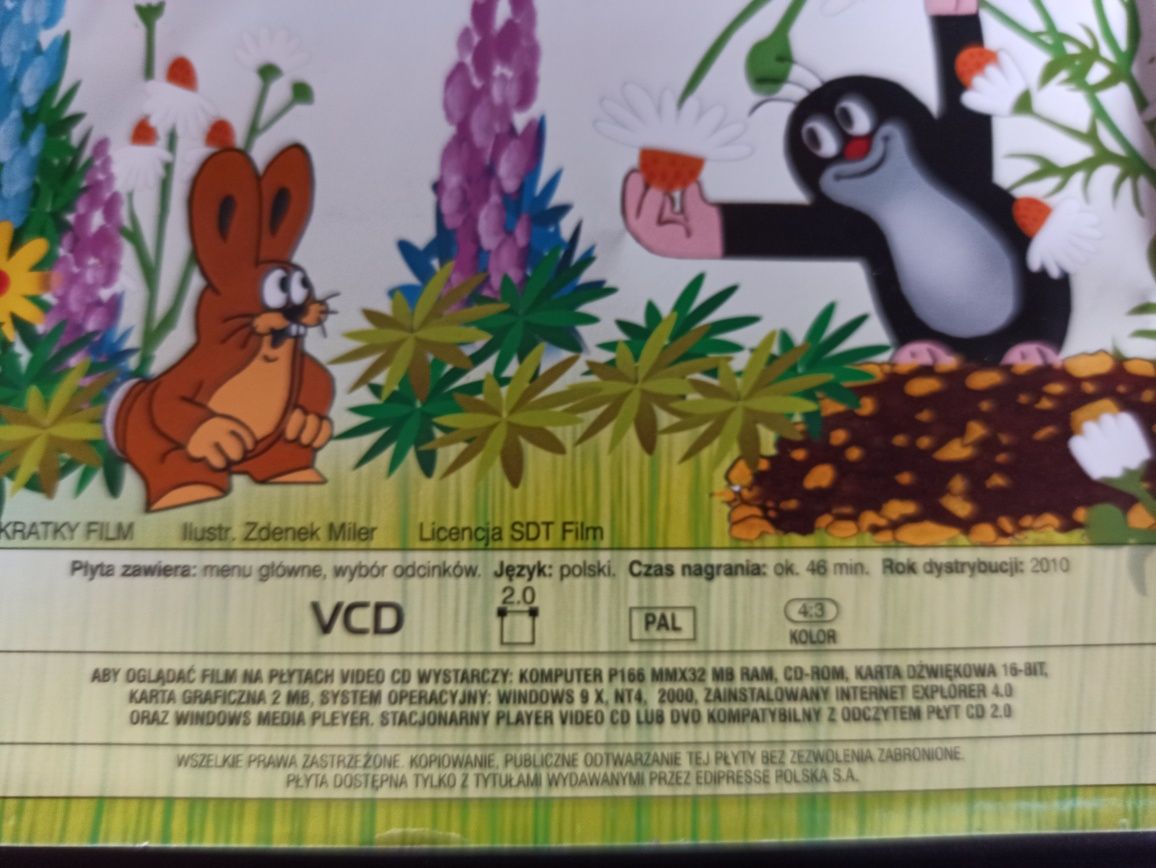 KRATKY FILM Ilustr. Zdenek Miler Licencja SDT Film
Płyta zawiera: menu główne, wybór odcinków. Język: polski. Czas nagrania: ok. 46 min. Rok dystrybucji: 2010
VCD 2.0 PAL 4:3
KOLOR
ABY OGLĄDAĆ FILM NA PŁYTACH VIDEO CD WYSTARCZY: KOMPUTER P166 MMX32 MB RAM, CD-ROM, KARTA DŹWIĘKOWA 16-BIT,
KARTA GRAFICZNA 2 MB, SYSTEM OPERACYJNY: WINDOWS 9 X, NT4, 2000, ZAINSTALOWANY INTERNET EXPLORER 4.0
ORAZ WINDOWS MEDIA PLEYER. STACJONARNY PLAYER VIDEO CD LUB DVD KOMPATYBILNY Z ODCZYTEM PŁYT CD 2.0
WSZELKIE PRAWA ZASTRZEŻONE. KOPIOWANIE, PUBLICZNE ODTWARZANIE TEJ PŁYTY BEZ ZEZWOLENIA ZABRONIONE.
PŁYTA DOSTĘPNA TYLKO Z TYTUŁAMI WYDAWANYMI PRZEZ EDIPRESSE POLSKA S.A.